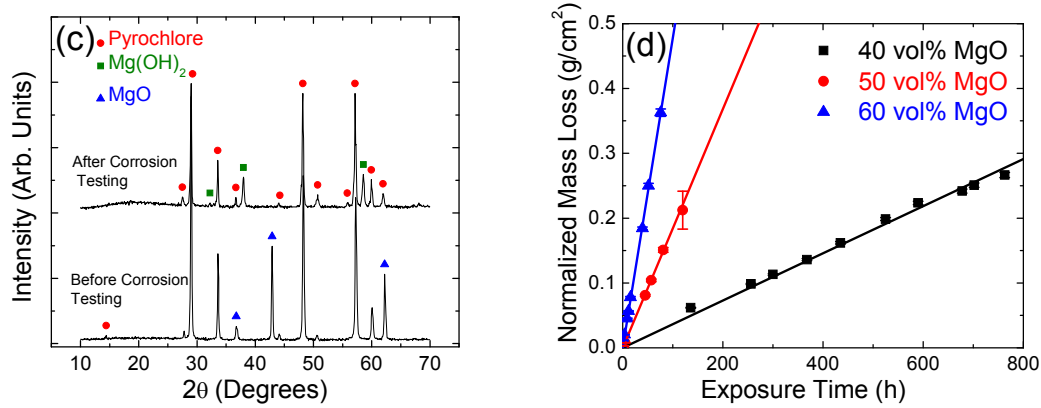 (c)
Pyrochlore
Mg(OH)2
MgO
After Corrosion
Testing
Before Corrosion
Testing
Intensity (Arb. Units)
10 20 30 40 50 60 70
2θ (Degrees)
(d)
40 vol% MgO
50 vol% MgO
60 vol% MgO
Normalized Mass Loss (g/cm²)
0.5
0.4
0.3
0.2
0.1
0.0
0 200 400 600 800
Exposure Time (h)